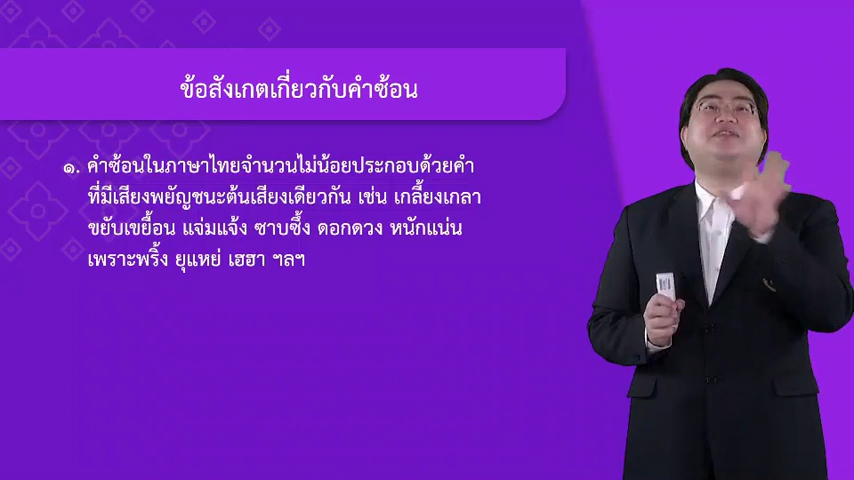 ข้อสังเกตเกี่ยวกับคำซ้อน
๑. คำซ้อนในภาษาไทยจำนวนไม่น้อยประกอบด้วยคำ
ที่มีเสียงพยัญชนะต้นเสียงเดียวกัน เช่น เกลี้ยงเกลา
ขยับเขยื้อน แจ่มแจ้ง ซาบซึ้ง ดอกดวง หนักแน่น
เพราะพริ้ง ยุแหย่ เฮฮา ฯลฯ